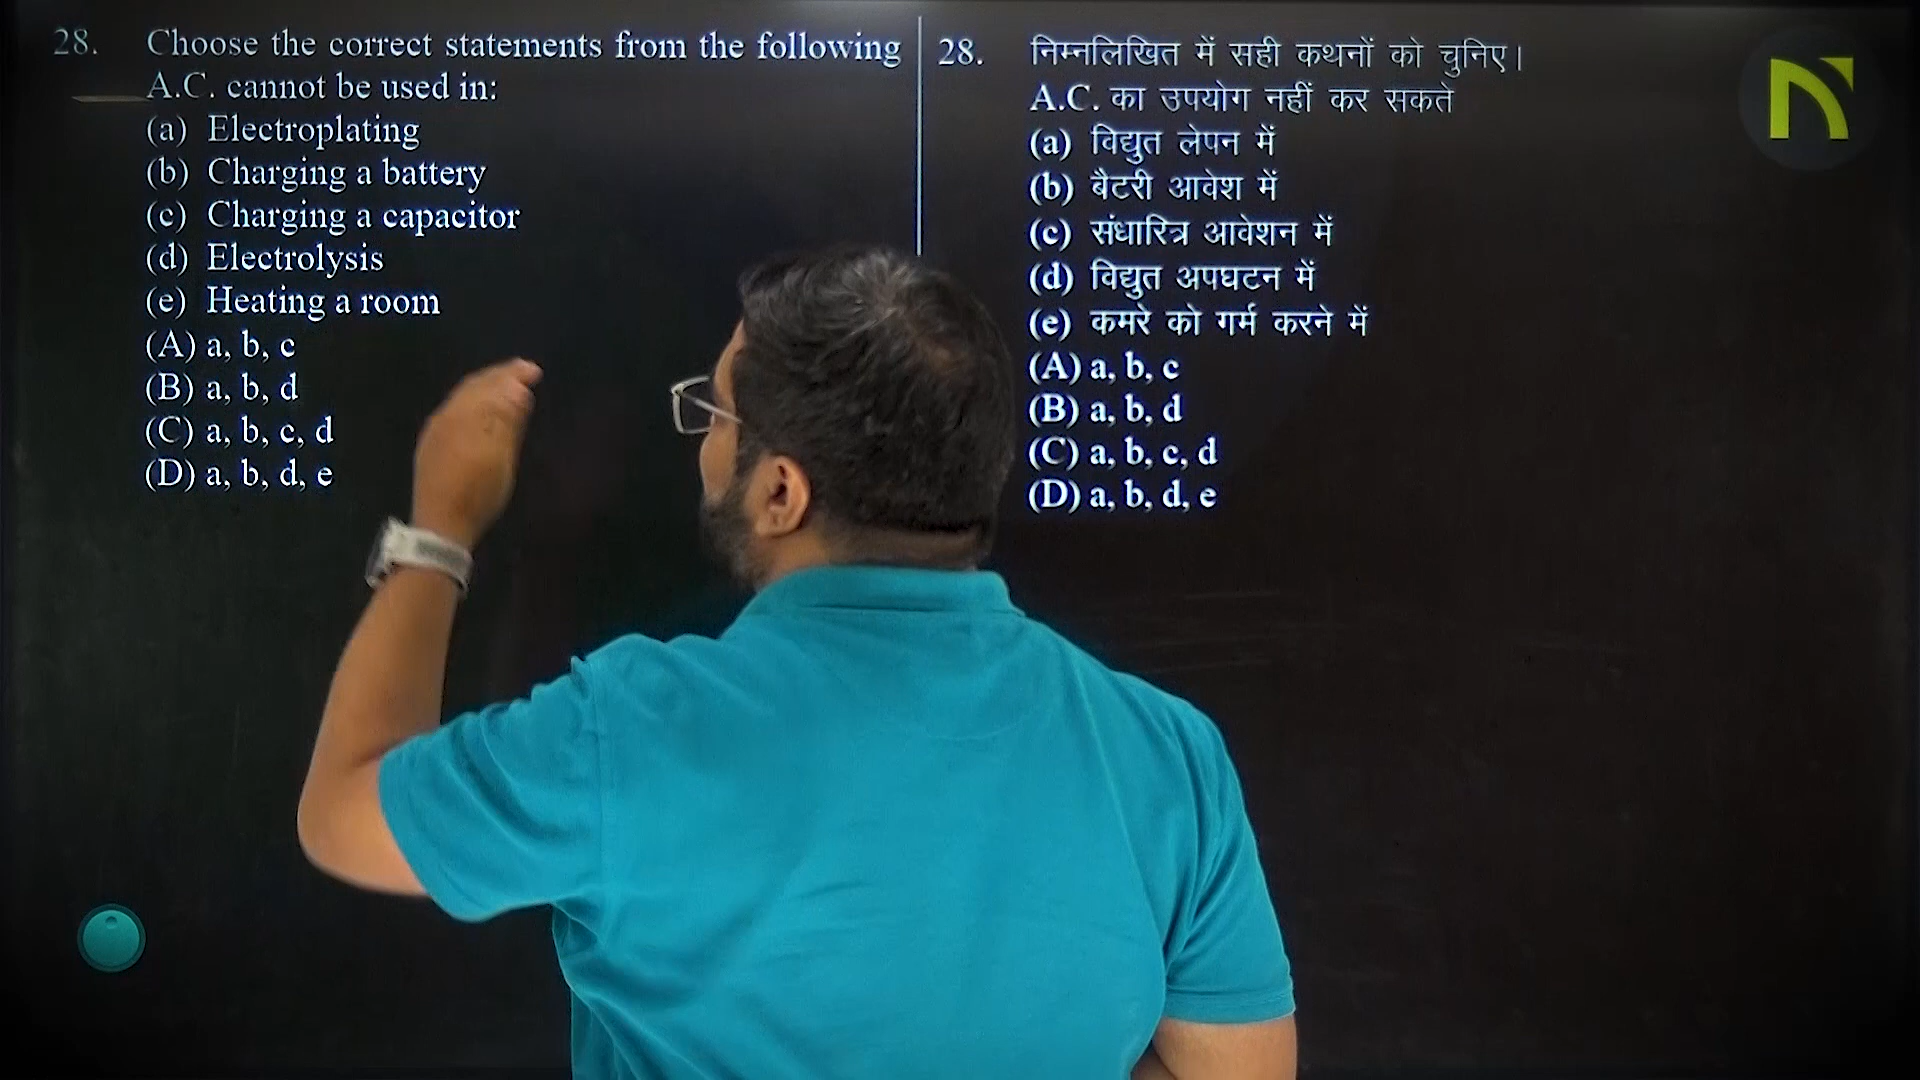 28. Choose the correct statements from the following
A.C. cannot be used in:
(a) Electroplating
(b) Charging a battery
(c) Charging a capacitor
(d) Electrolysis
(e) Heating a room
(A) a, b, c
(B) a, b, d
(C) a, b, c, d
(D) a, b, d, e
28. निम्नलिखित में सही कथनों को चुनिए।
A.C. का उपयोग नहीं कर सकते
(a) विद्युत लेपन में
(b) बैटरी आवेश में
(c) संधारित्र आवेशन में
(d) विद्युत अपघटन में
(e) कमरे को गर्म करने में
(A) a, b, c
(B) a, b, d
(C) a, b, c, d
(D) a, b, d, e